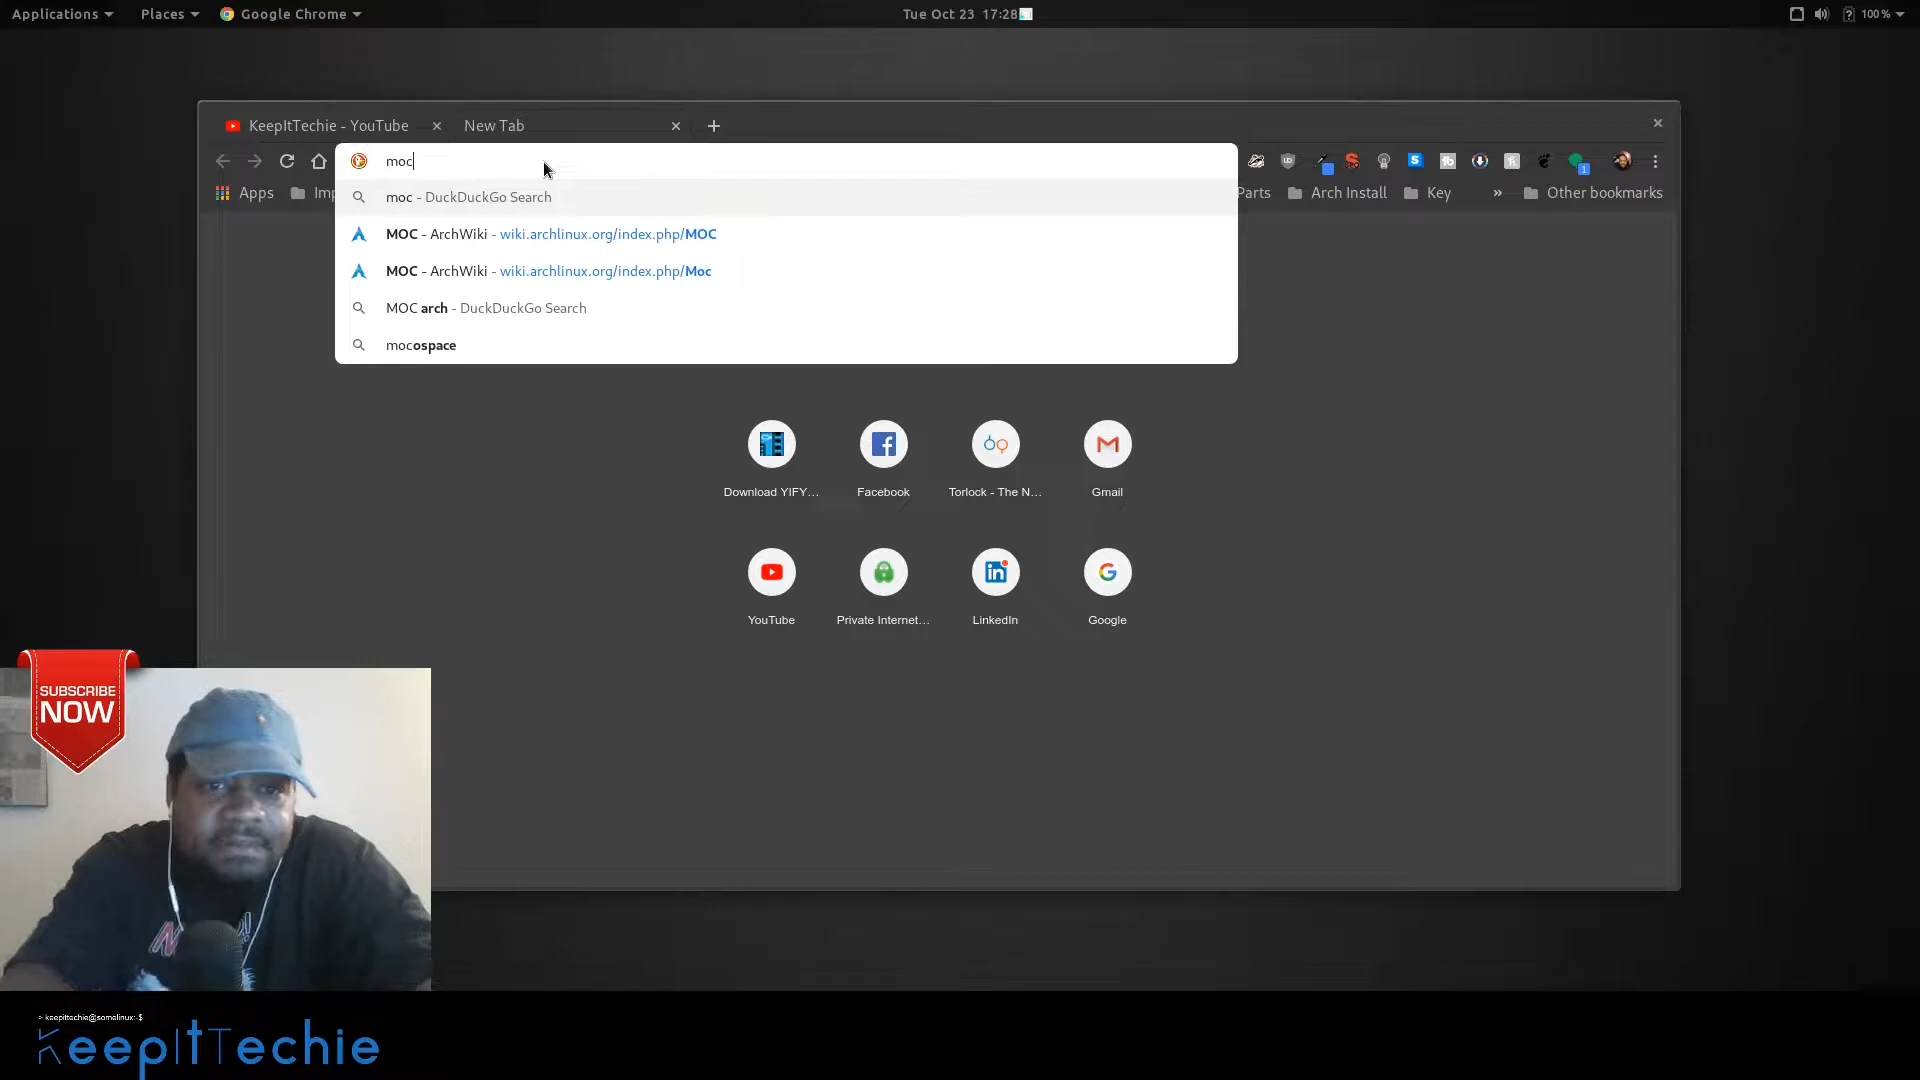 Applications Places Google Chrome Tue Oct 23 17:28 100%
KeepItTechie - YouTube New Tab
moc
Apps Imp Parts Arch Install Key » Other bookmarks
moc - DuckDuckGo Search
MOC - ArchWiki - wiki.archlinux.org/index.php/MOC
MOC - ArchWiki - wiki.archlinux.org/index.php/Moc
MOC arch - DuckDuckGo Search
mocospace
Download YIFY... Facebook Torlock - The N... Gmail
YouTube Private Internet... LinkedIn Google
SUBSCRIBE
NOW
> keepittechie@somelinux:-$
KeepItTechie